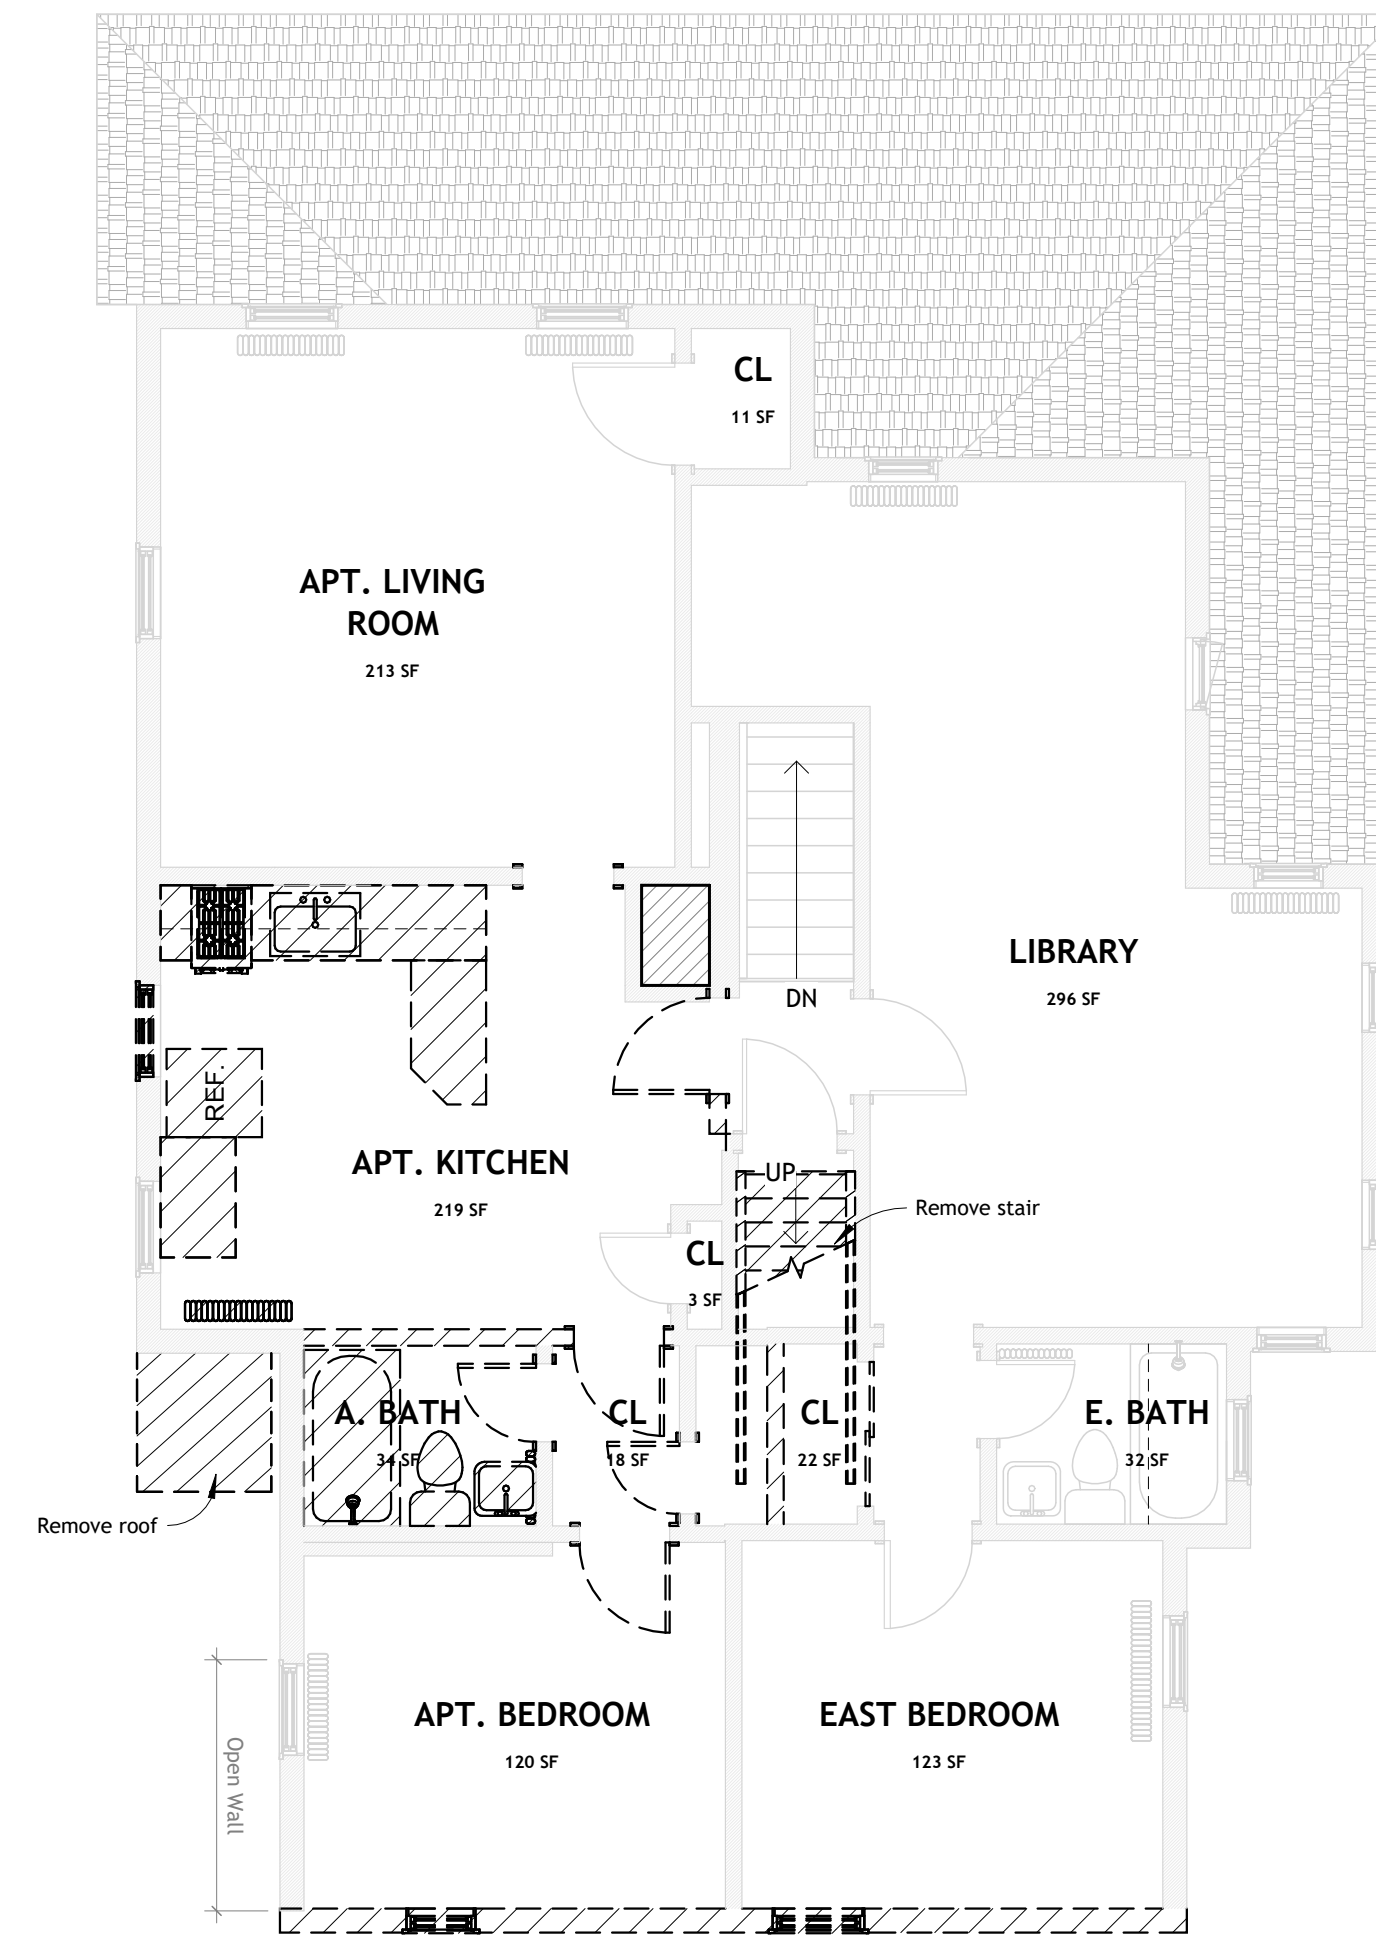 CL
11 SF
APT. LIVING
ROOM
213 SF
LIBRARY
296 SF
DN
REF.
APT. KITCHEN
219 SF
UP
Remove stair
CL
3 SF
A. BATH
34 SF
CL
18 SF
CL
22 SF
E. BATH
32 SF
Remove roof
APT. BEDROOM
120 SF
EAST BEDROOM
123 SF
Open Wall